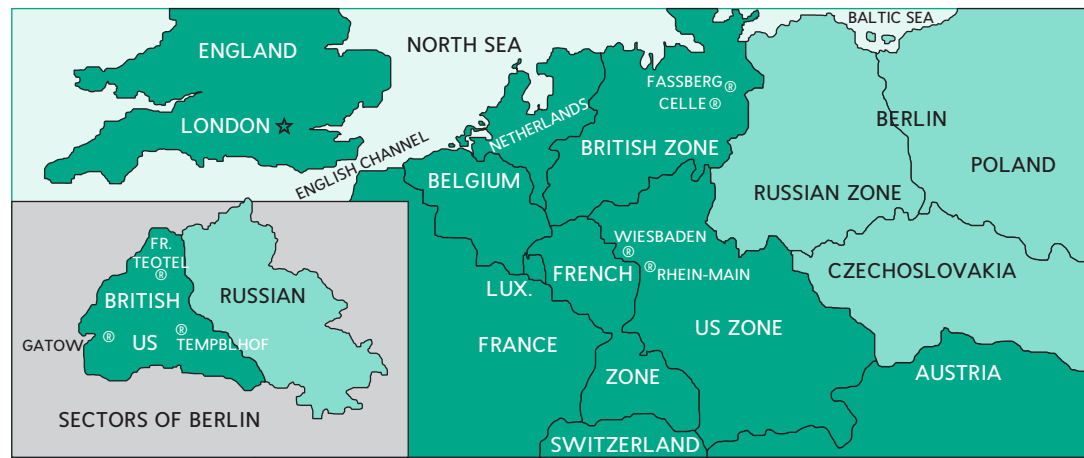 BALTIC SEA
ENGLAND
NORTH SEA
FASSBERG ®
CELLE ®
LONDON ☆
NETHERLANDS
BERLIN
BRITISH ZONE
ENGLISH CHANNEL
BELGIUM
POLAND
RUSSIAN ZONE
WIESBADEN
®
® RHEIN-MAIN
FRENCH
CZECHOSLOVAKIA
LUX.
US ZONE
FRANCE
ZONE
AUSTRIA
SWITZERLAND
FR.
TEOTEL
®
BRITISH
RUSSIAN
GATOW ®
US
®
TEMPBLHOF
SECTORS OF BERLIN